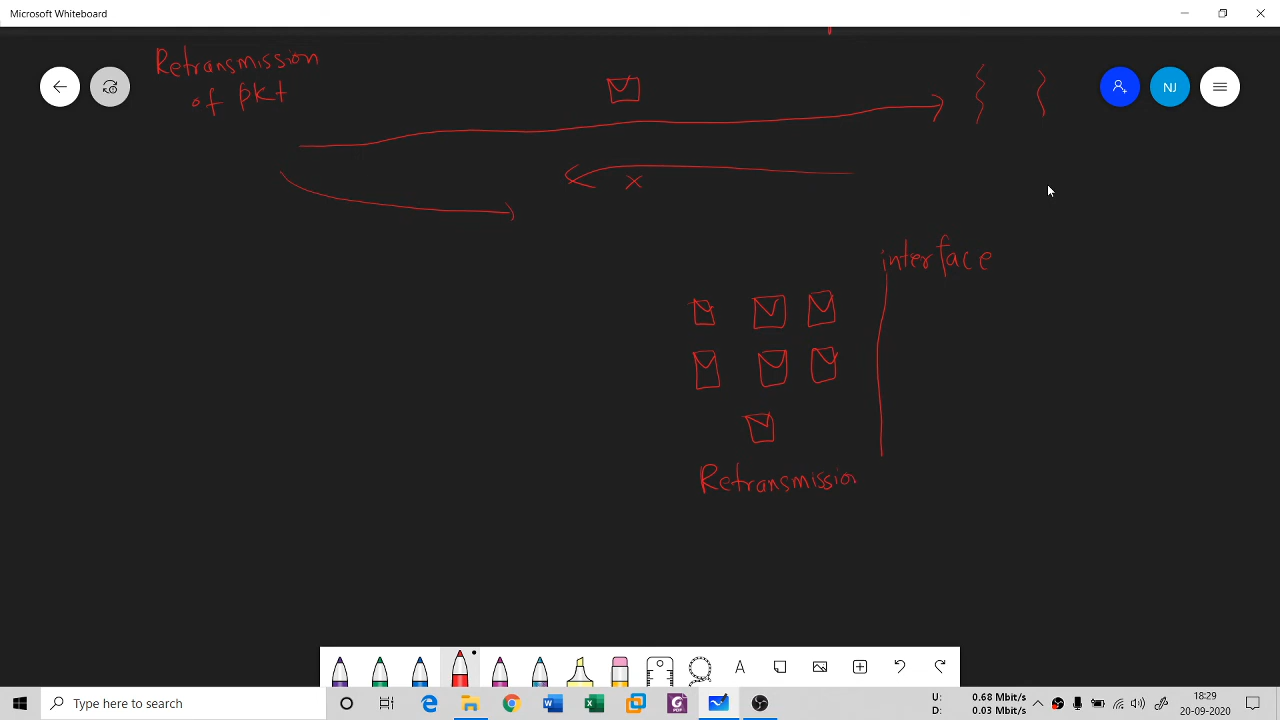 Microsoft Whiteboard
Retransmission
of pkt
NJ
interface
Retransmission
A
Type here to search
U: 0.68 Mbit/s
D: 0.03 Mbit/s
18:29
20-09-2020